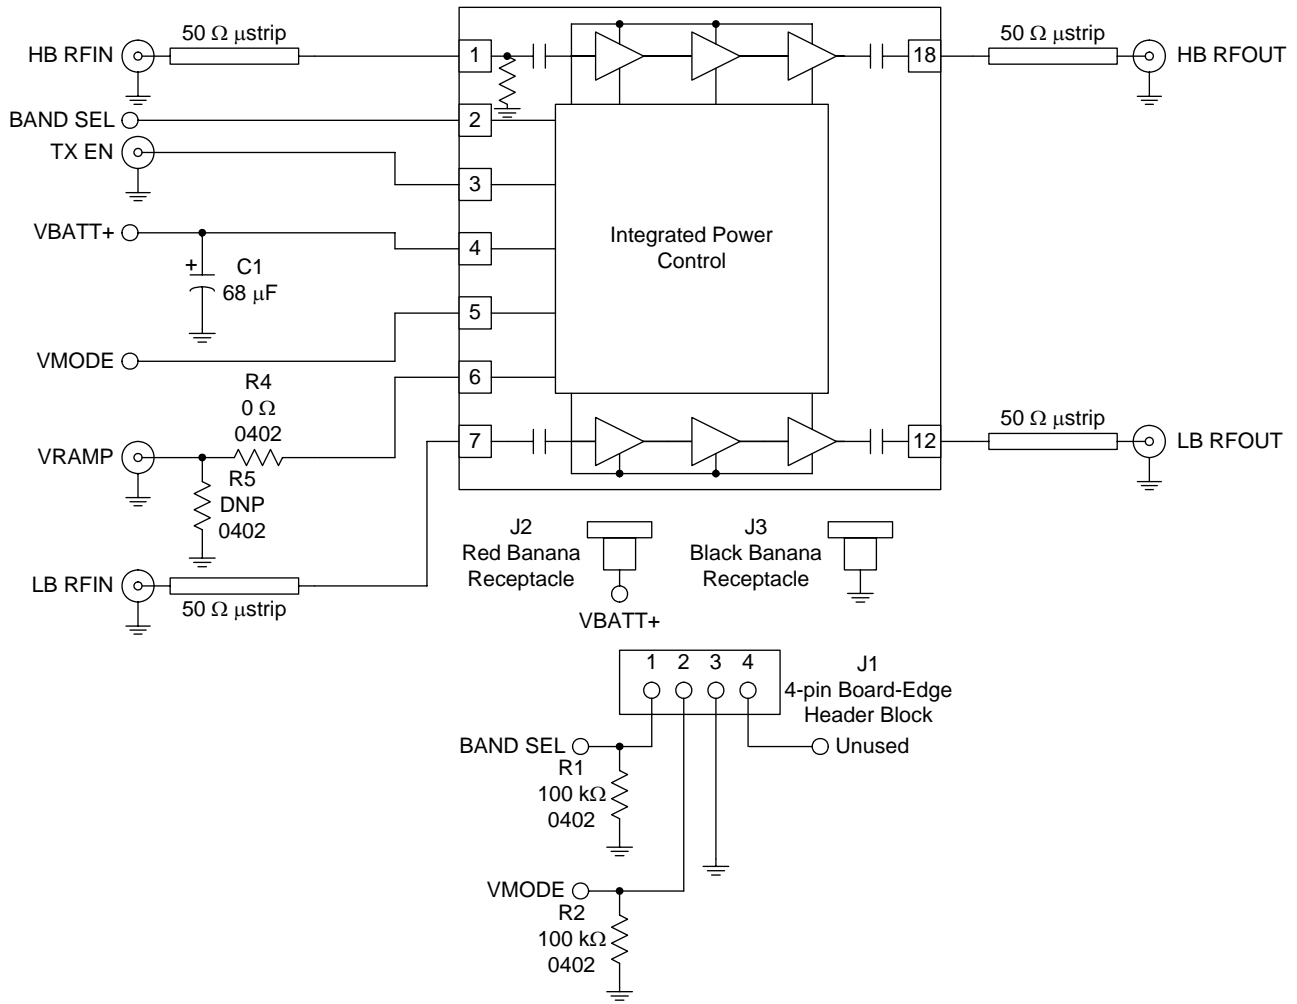 50 Ω μstrip
HB RFIN
1
18
50 Ω μstrip
HB RFOUT
BAND SEL
2
TX EN
3
VBATT+
4
Integrated Power
Control
+
C1
68 μF
5
VMODE
6
R4
0 Ω
0402
7
12
50 Ω μstrip
LB RFOUT
VRAMP
R5
DNP
0402
LB RFIN
50 Ω μstrip
J2
Red Banana
Receptacle
VBATT+
J3
Black Banana
Receptacle
1 2 3 4
J1
4-pin Board-Edge
Header Block
BAND SEL
Unused
R1
100 kΩ
0402
VMODE
R2
100 kΩ
0402